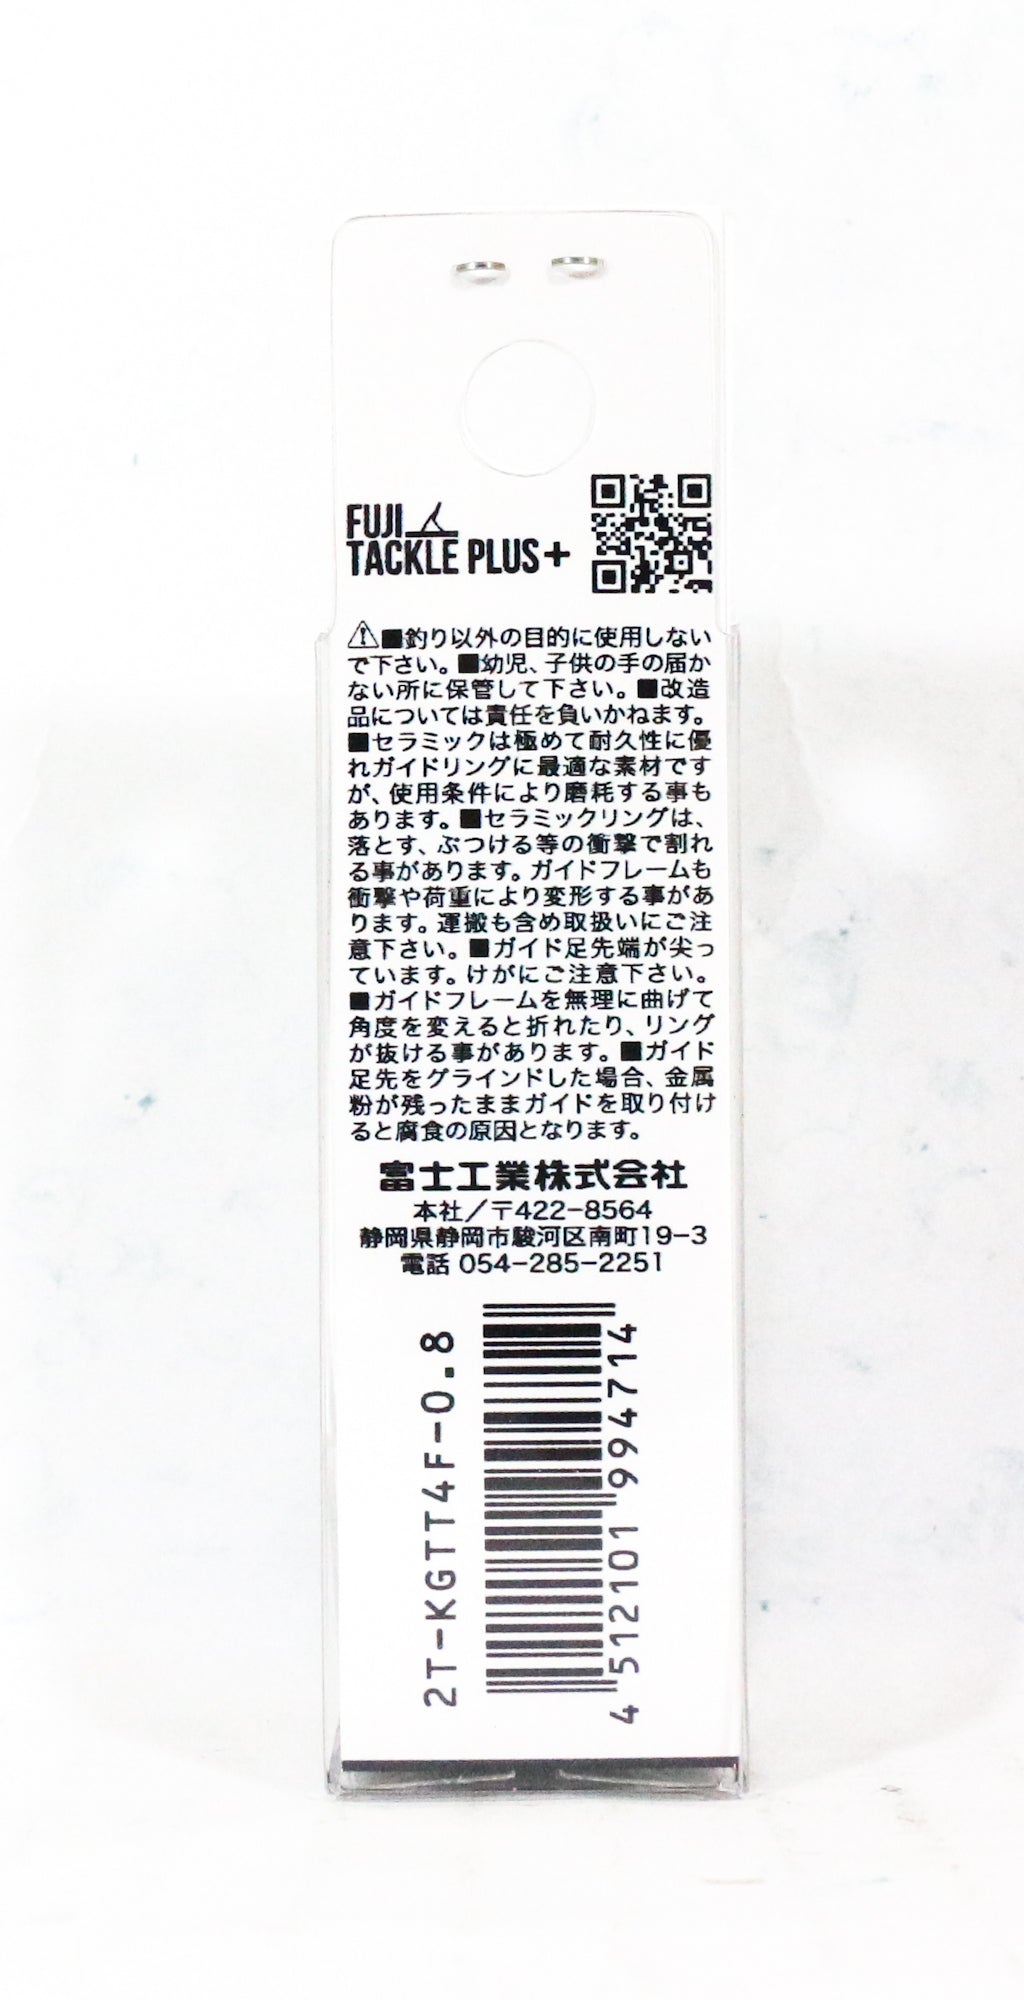 FUJI
TACKLE PLUS+
⚠■釣り以外の目的に使用しない
で下さい。■幼児、子供の手の届か
ない所に保管して下さい。■改造
品については責任を負いかねます。
■セラミックは極めて耐久性に優
れガイドリングに最適な素材です
が、使用条件により磨耗する事も
あります。■セラミックリングは、
落とす、ぶつける等の衝撃で割れ
る事があります。ガイドフレームも
衝撃や荷重により変形する事があ
ります。運搬も含め取扱いにご注
意下さい。■ガイド足先端が尖っ
ています。けがにご注意下さい。
■ガイドフレームを無理に曲げて
角度を変えると折れたり、リング
が抜ける事があります。■ガイド
足先をグラインドした場合、金属
粉が残ったままガイドを取り付け
ると腐食の原因となります。
富士工業株式会社
本社／〒422-8564
静岡県静岡市駿河区南町19-3
電話 054-285-2251
2T-KGTT4F-0.8
4 512101 994714